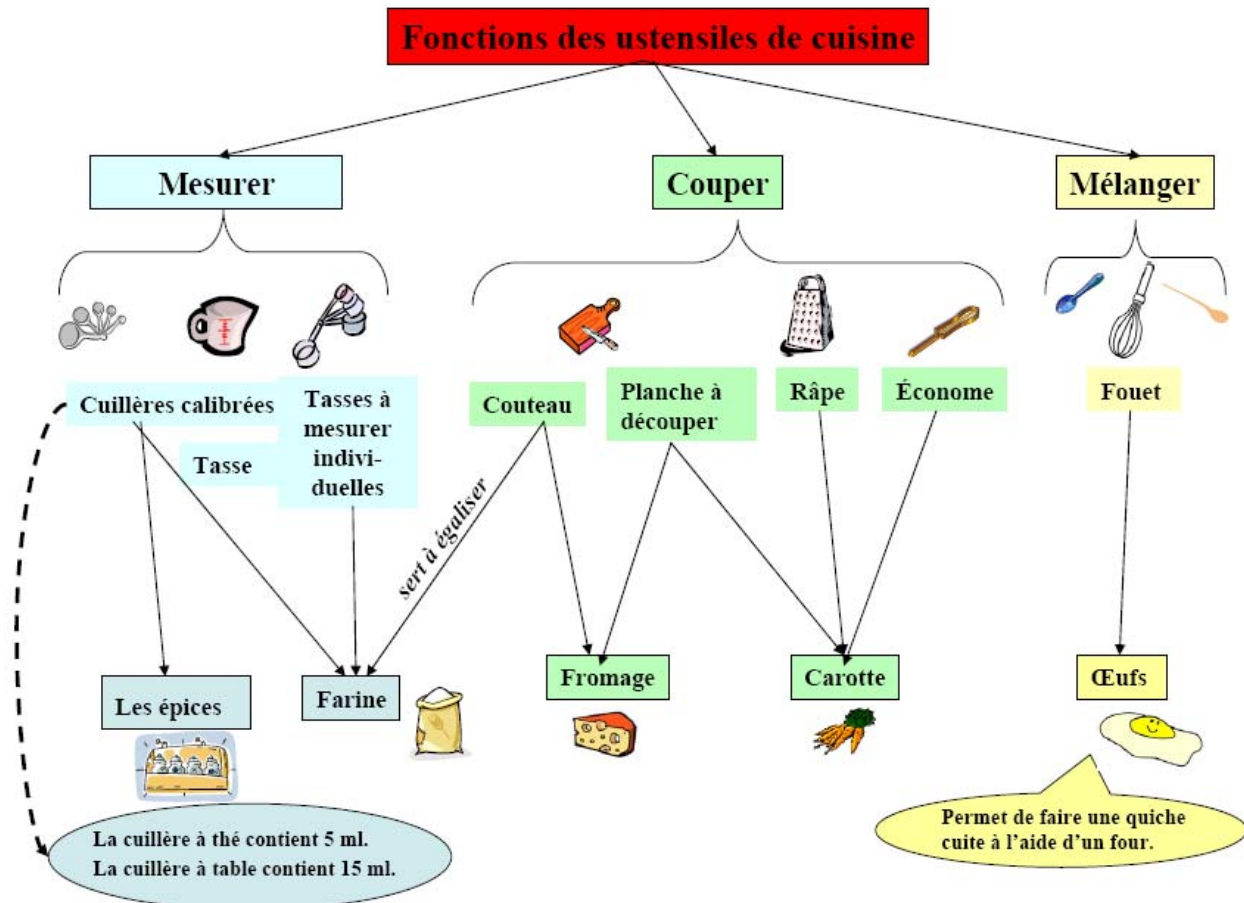 Fonctions des ustensiles de cuisine
Mesurer
Couper
Mélanger
Cuillères calibrées
Tasse
Tasses à
mesurer
indivi-
duelles
Couteau
Planche à
découper
Râpe
Économe
Fouet
sert à égaliser
Les épices
Farine
Fromage
Carotte
Œufs
La cuillère à thé contient 5 ml.
La cuillère à table contient 15 ml.
Permet de faire une quiche
cuite à l’aide d’un four.